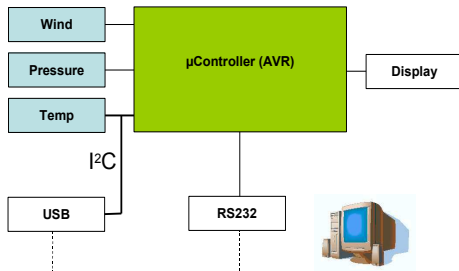 Wind
µController (AVR)
Pressure
Display
Temp
I²C
USB
RS232